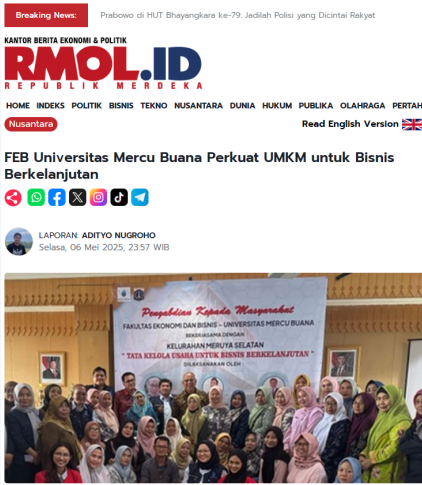 Breaking News:
Prabowo di HUT Bhayangkara ke-79: Jadilah Polisi yang Dicintai Rakyat
KANTOR BERITA EKONOMI & POLITIK
RMOL.ID
REPUBLIK MERDEKA
HOME INDEKS POLITIK BISNIS TEKNO NUSANTARA DUNIA HUKUM PUBLIKA OLAHRAGA PERTAH
Nusantara
Read English Version
FEB Universitas Mercu Buana Perkuat UMKM untuk Bisnis
Berkelanjutan
LAPORAN: ADITYO NUGROHO
Selasa, 06 Mei 2025, 23:57 WIB
Pengabdian Kepada Masyarakat
FAKULTAS EKONOMI DAN BISNIS - UNIVERSITAS MERCU BUANA
BEKERJASAMA DENGAN
KELURAHAN MERUYA SELATAN
" TATA KELOLA USAHA UNTUK BISNIS BERKELANJUTAN "
DILAKSANAKAN OLEH :